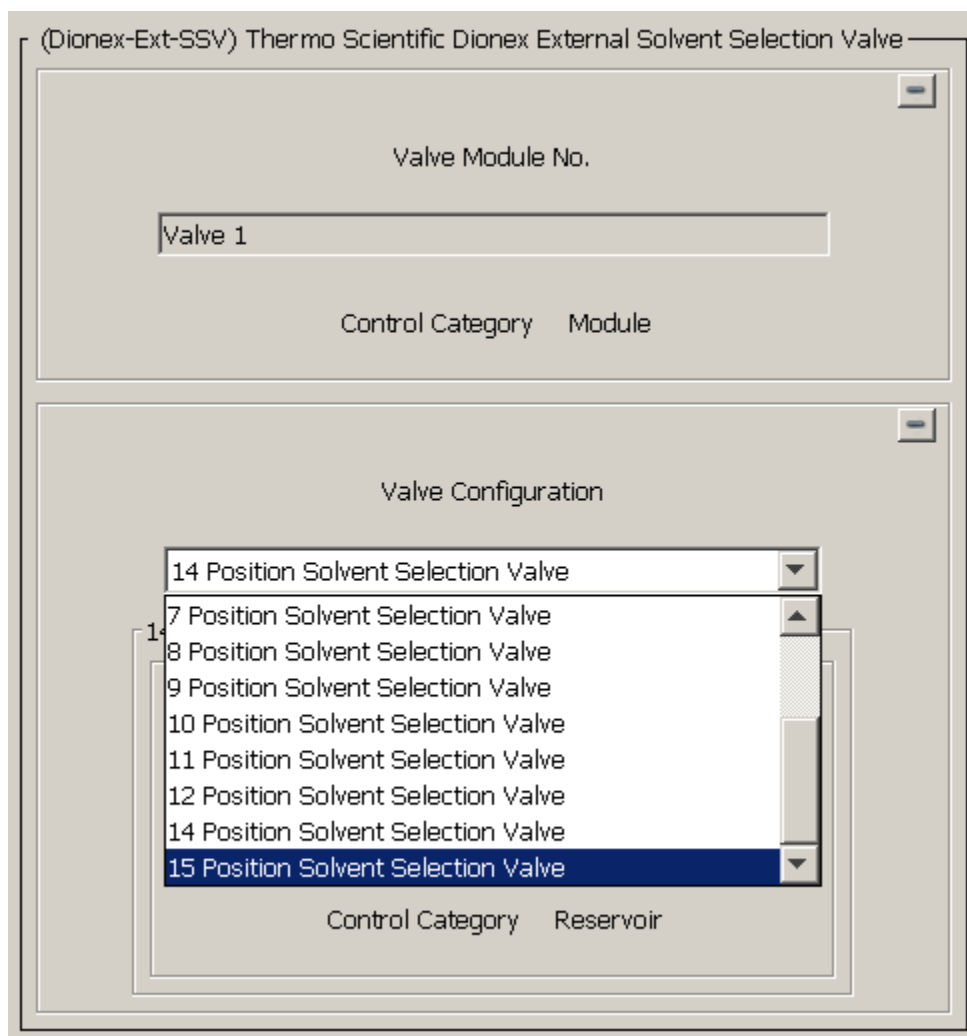 (Dionex-Ext-SSV) Thermo Scientific Dionex External Solvent Selection Valve
Valve Module No.
Valve 1
Control Category Module
Valve Configuration
14 Position Solvent Selection Valve
14
7 Position Solvent Selection Valve
8 Position Solvent Selection Valve
9 Position Solvent Selection Valve
10 Position Solvent Selection Valve
11 Position Solvent Selection Valve
12 Position Solvent Selection Valve
14 Position Solvent Selection Valve
15 Position Solvent Selection Valve
Control Category Reservoir